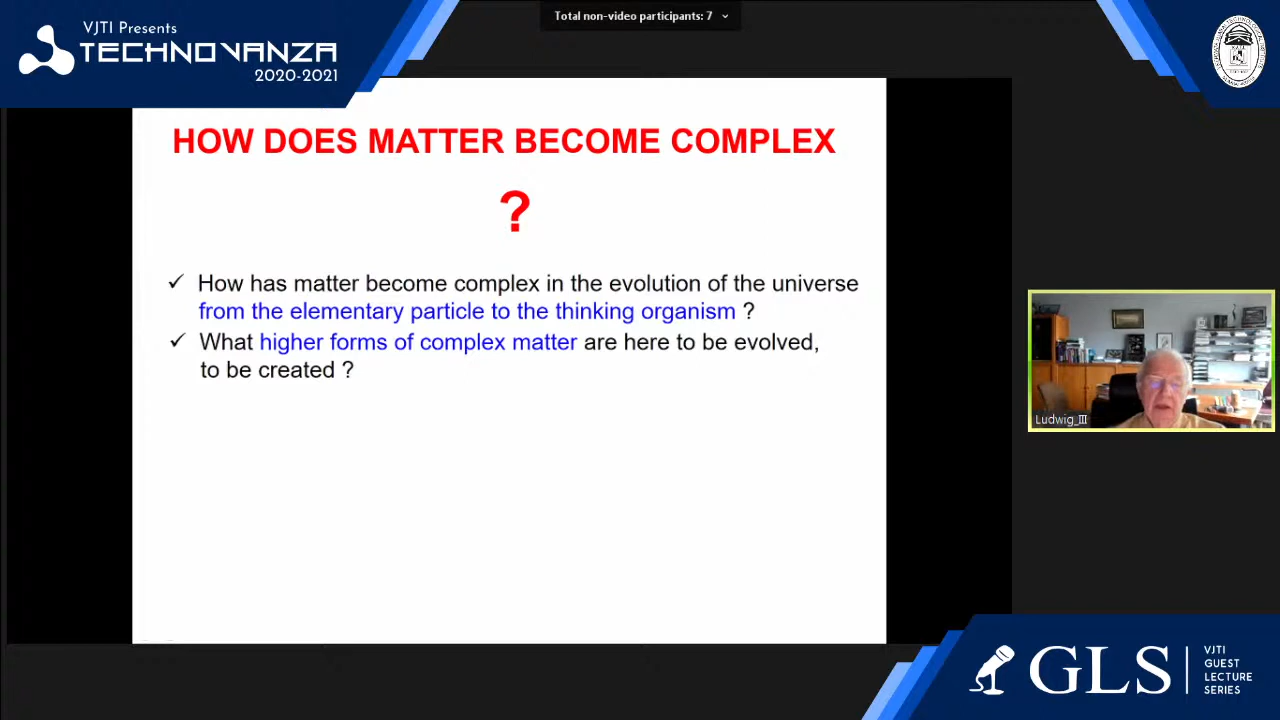 Total non-video participants: 7
VJTI Presents
TECHNOVANZA
2020-2021
HOW DOES MATTER BECOME COMPLEX
?
✓ How has matter become complex in the evolution of the universe
from the elementary particle to the thinking organism ?
✓ What higher forms of complex matter are here to be evolved,
to be created ?
Ludwig_III
GLS
VJTI
GUEST
LECTURE
SERIES